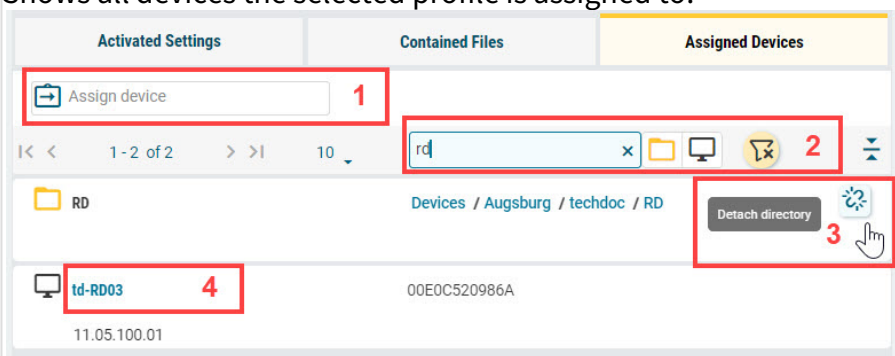 Shows all devices the selected profile is assigned to.
Activated Settings Contained Files Assigned Devices
Assign device 1
1 - 2 of 2 10 rd 2
RD Devices / Augsburg / techdoc / RD Detach directory 3
td-RD03 4 00E0C520986A
11.05.100.01